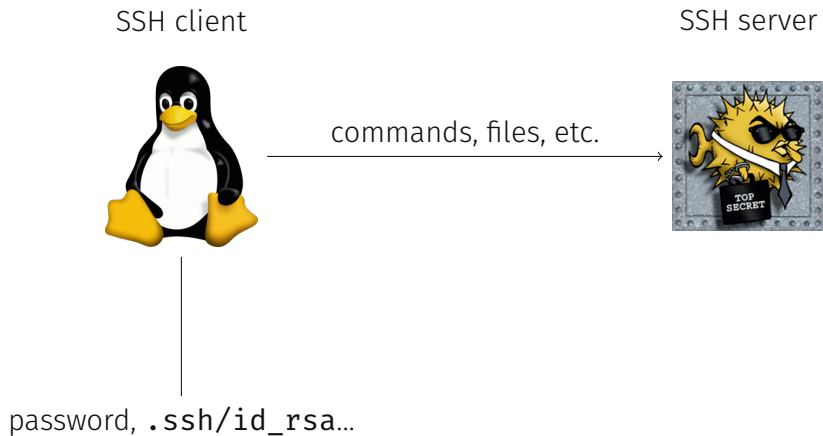 SSH client
SSH server
commands, files, etc.
TOP
SECRET
password, .ssh/id_rsa...